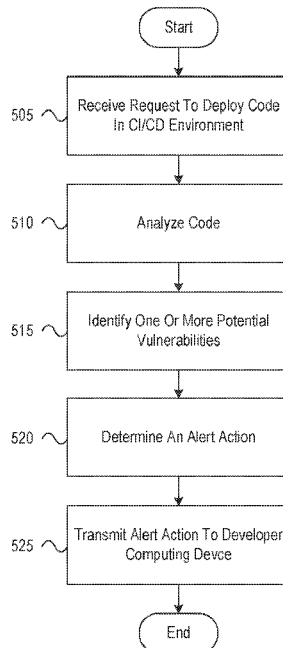 Start
505
Receive Request To Deploy Code
In CI/CD Environment
510
Analyze Code
515
Identify One Or More Potential
Vulnerabilities
520
Determine An Alert Action
525
Transmit Alert Action To Developer
Computing Devce
End